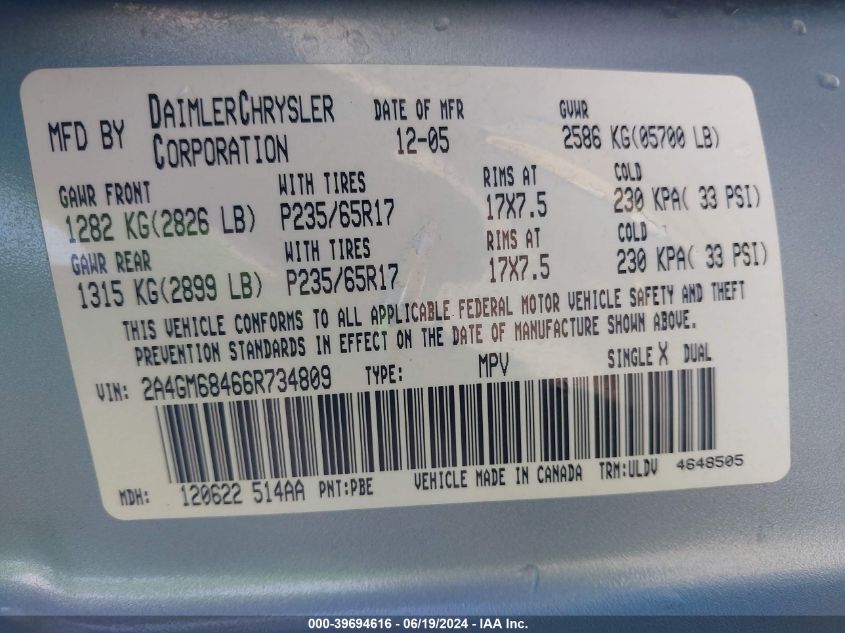 MFD BY DAIMLERCHRYSLER CORPORATION DATE OF MFR 12-05 GVWR 2586 KG(05700 LB)
GAWR FRONT WITH TIRES RIMS AT COLD
1282 KG(2826 LB) P235/65R17 17X7.5 230 KPA( 33 PSI)
GAWR REAR WITH TIRES RIMS AT COLD
1315 KG(2899 LB) P235/65R17 17X7.5 230 KPA( 33 PSI)
THIS VEHICLE CONFORMS TO ALL APPLICABLE FEDERAL MOTOR VEHICLE SAFETY AND THEFT
PREVENTION STANDARDS IN EFFECT ON THE DATE OF MANUFACTURE SHOWN ABOVE.
VIN: 2A4GM68466R734809 TYPE: MPV SINGLE X DUAL
MDH: 120622 514AA PNT:PBE VEHICLE MADE IN CANADA TRM:ULDV 4648505
000-39694616 - 06/19/2024 - IAA Inc.